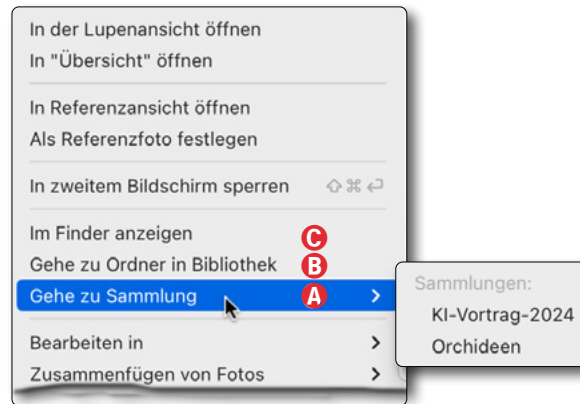 In der Lupenansicht öffnen
In "Übersicht" öffnen
In Referenzansicht öffnen
Als Referenzfoto festlegen
In zweitem Bildschirm sperren ⇧⌘↩
Im Finder anzeigen C
Gehe zu Ordner in Bibliothek B
Gehe zu Sammlung A >
Sammlungen:
KI-Vortrag-2024
Orchideen
Bearbeiten in >
Zusammenfügen von Fotos >